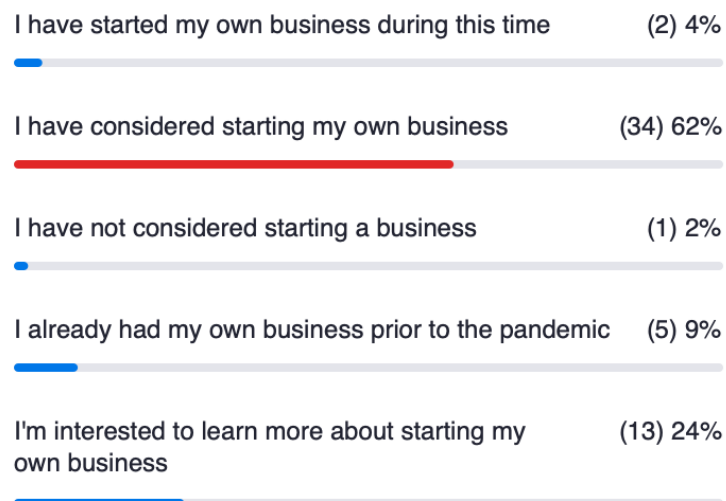 I have started my own business during this time (2) 4%
I have considered starting my own business (34) 62%
I have not considered starting a business (1) 2%
I already had my own business prior to the pandemic (5) 9%
I'm interested to learn more about starting my (13) 24%
own business